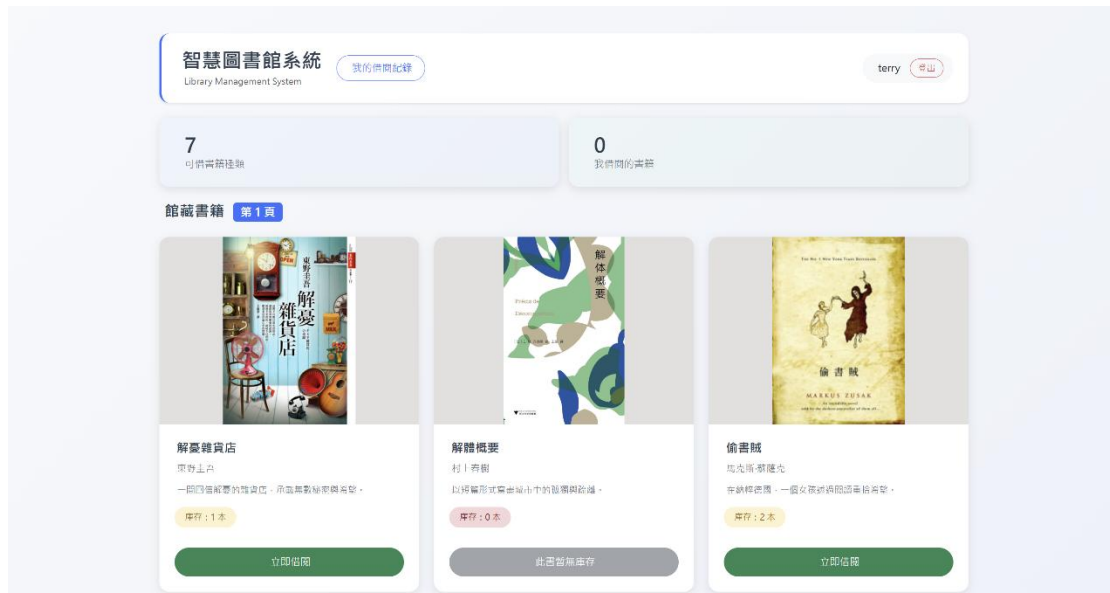 智慧圖書館系統
Library Management System
我的借閱記錄
terry
登出
7
可借書籍種類
0
我借閱的書籍
館藏書籍
第 1 頁
東野圭吾
解憂
雜貨店
解体概要
偷書賊
MARKUS ZUSAK
解憂雜貨店
東野圭吾
一間回信解憂的雜貨店，承載無數秘密與希望。
庫存：1 本
立即借閱
解體概要
村上春樹
以短篇形式寫出城市中的孤獨與疏離。
庫存：0 本
此書暫無庫存
偷書賊
馬克斯·蘇薩克
在納粹德國，一個女孩透過閱讀重拾希望。
庫存：2 本
立即借閱